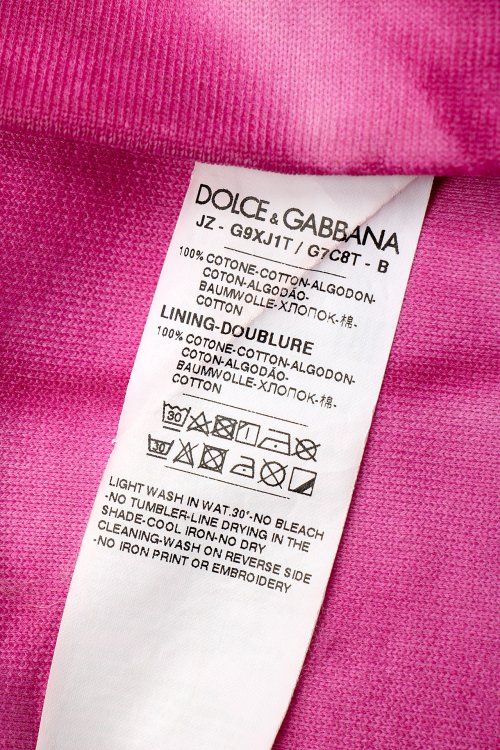 DOLCE & GABBANA
JZ - G9XJ1T / G7C8T - B
100% COTONE-COTTON-ALGODON-
COTON-ALGODÃO-
BAUMWOLLE-ХЛОПОК-棉-
COTTON
LINING-DOUBLURE
100% COTONE-COTTON-ALGODON-
COTON-ALGODÃO-
BAUMWOLLE-ХЛОПОК-棉-
COTTON
30
30
LIGHT WASH IN WAT.30°-NO BLEACH
-NO TUMBLER-LINE DRYING IN THE
SHADE-COOL IRON-NO DRY
CLEANING-WASH ON REVERSE SIDE
-NO IRON PRINT OR EMBROIDERY